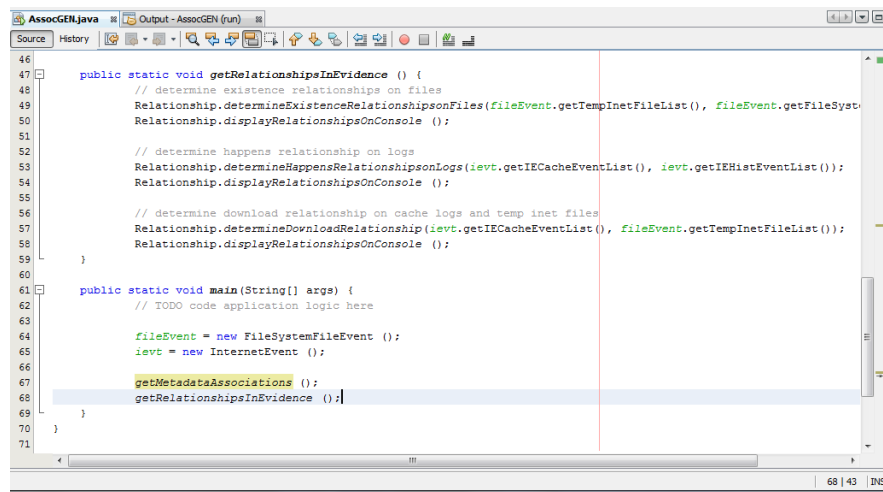 AssocGEN.java Output - AssocGEN (run)
Source History
46
47 public static void getRelationshipsInEvidence () {
48 // determine existence relationships on files
49 Relationship.determineExistenceRelationshipsonFiles(fileEvent.getTempInetFileList(), fileEvent.getFileSyst
50 Relationship.displayRelationshipsOnConsole ();
51
52 // determine happens relationship on logs
53 Relationship.determineHappensRelationshipsonLogs(ievt.getIECacheEventList(), ievt.getIEHistEventList());
54 Relationship.displayRelationshipsOnConsole ();
55
56 // determine download relationship on cache logs and temp inet files
57 Relationship.determineDownloadRelationship(ievt.getIECacheEventList(), fileEvent.getTempInetFileList());
58 Relationship.displayRelationshipsOnConsole ();
59 }
60
61 public static void main(String[] args) {
62 // TODO code application logic here
63
64 fileEvent = new FileSystemFileEvent ();
65 ievt = new InternetEvent ();
66
67 getMetadataAssociations ();
68 getRelationshipsInEvidence ();
69 }
70 }
71
68 | 43 INS